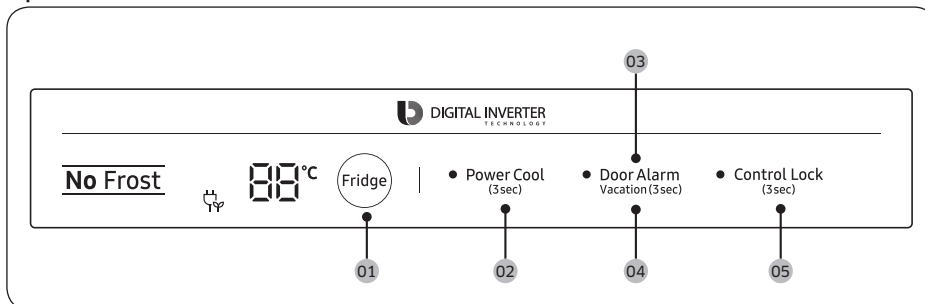 03
DIGITAL INVERTER
TECHNOLOGY
No Frost
88°C
Fridge
Power Cool
(3sec)
Door Alarm
Vacation(3sec)
Control Lock
(3sec)
01
02
04
05